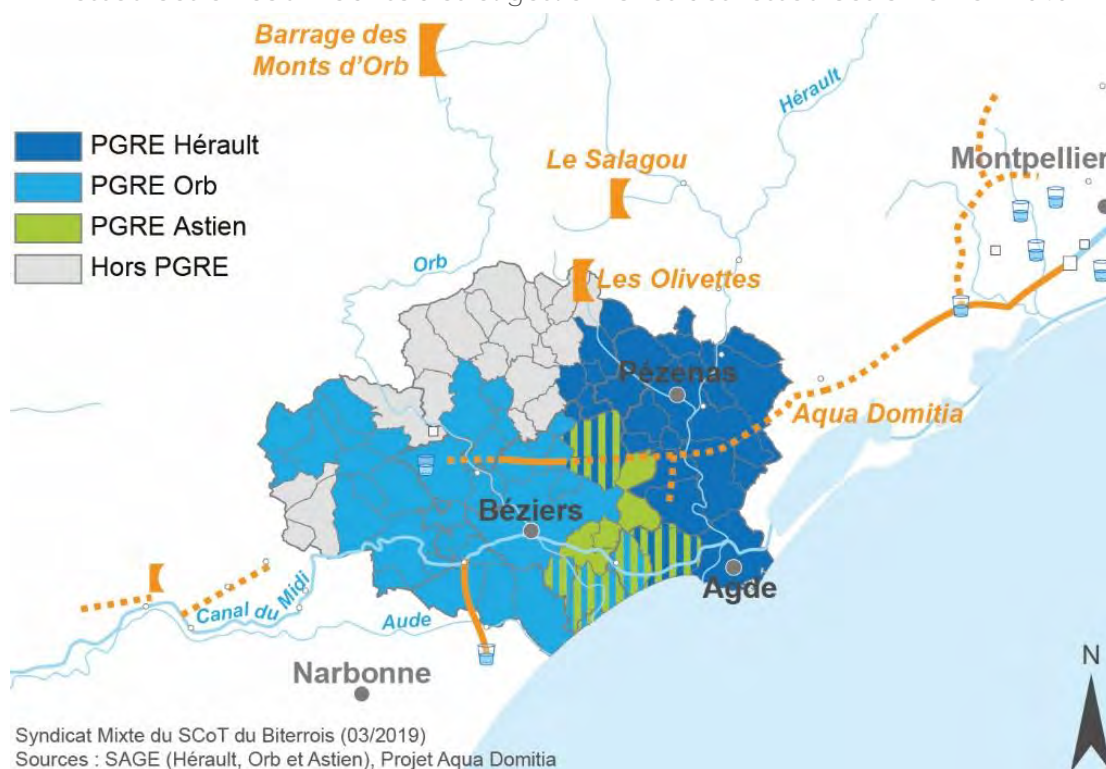 Barrage des
Monts d'Orb
Hérault
PGRE Hérault
PGRE Orb
PGRE Astien
Hors PGRE
Le Salagou
Montpellier
Orb
Les Olivettes
Pézenas
Aqua Domitia
Béziers
Agde
Canal du Midi
Aude
Narbonne
N
Syndicat Mixte du SCoT du Biterrois (03/2019)
Sources : SAGE (Hérault, Orb et Astien), Projet Aqua Domitia